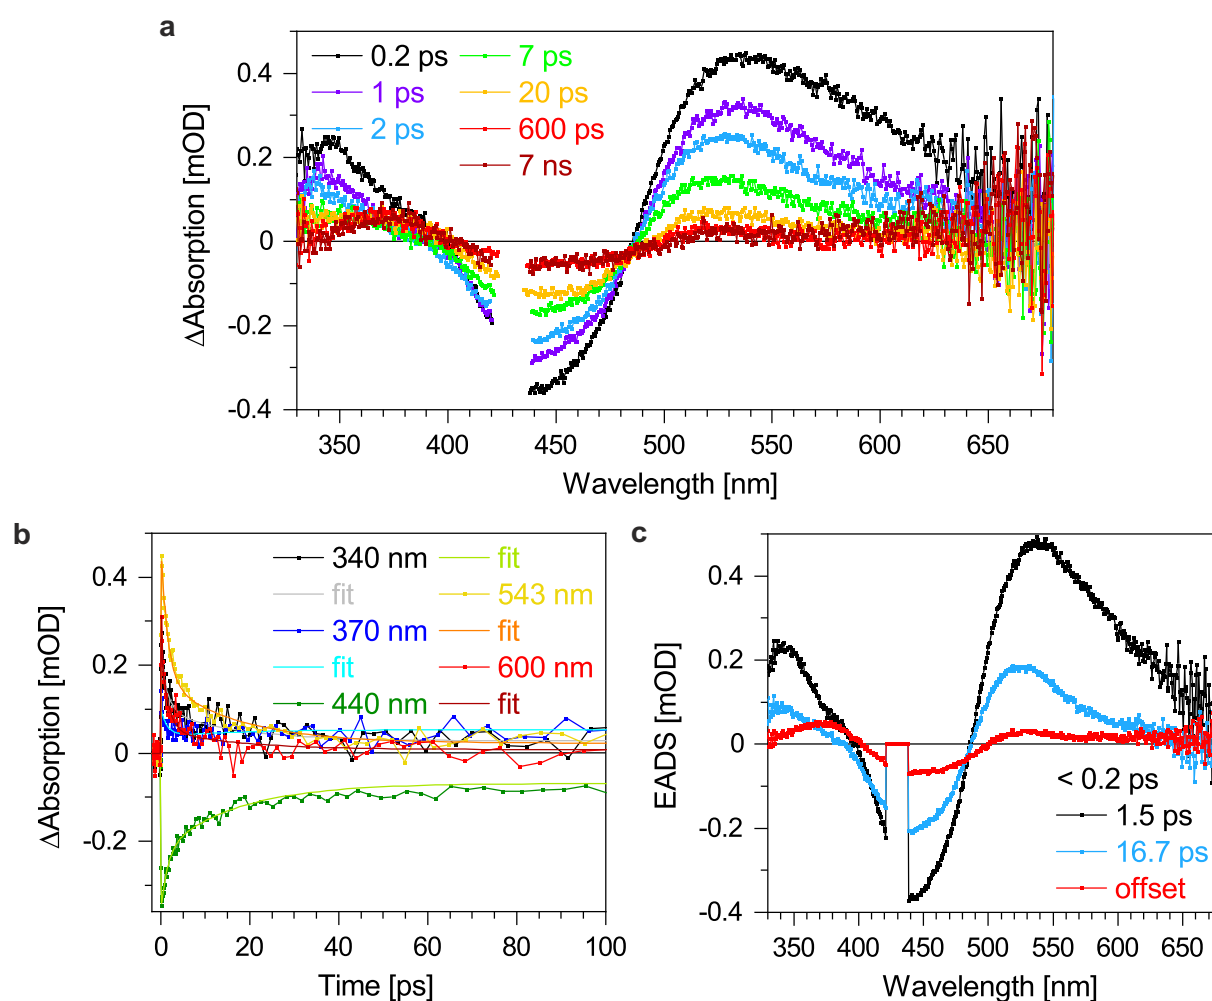 a
0.2 ps
7 ps
1 ps
20 ps
2 ps
600 ps
7 ns
0.4
0.2
0
-0.2
-0.4
ΔAbsorption [mOD]
350 400 450 500 550 600 650
Wavelength [nm]
b
340 nm
fit
fit
543 nm
370 nm
fit
fit
600 nm
440 nm
fit
0.4
0.2
0
-0.2
ΔAbsorption [mOD]
0 20 40 60 80 100
Time [ps]
c
0.4
0.2
0
-0.2
-0.4
EADS [mOD]
< 0.2 ps
1.5 ps
16.7 ps
offset
350 400 450 500 550 600 650
Wavelength [nm]